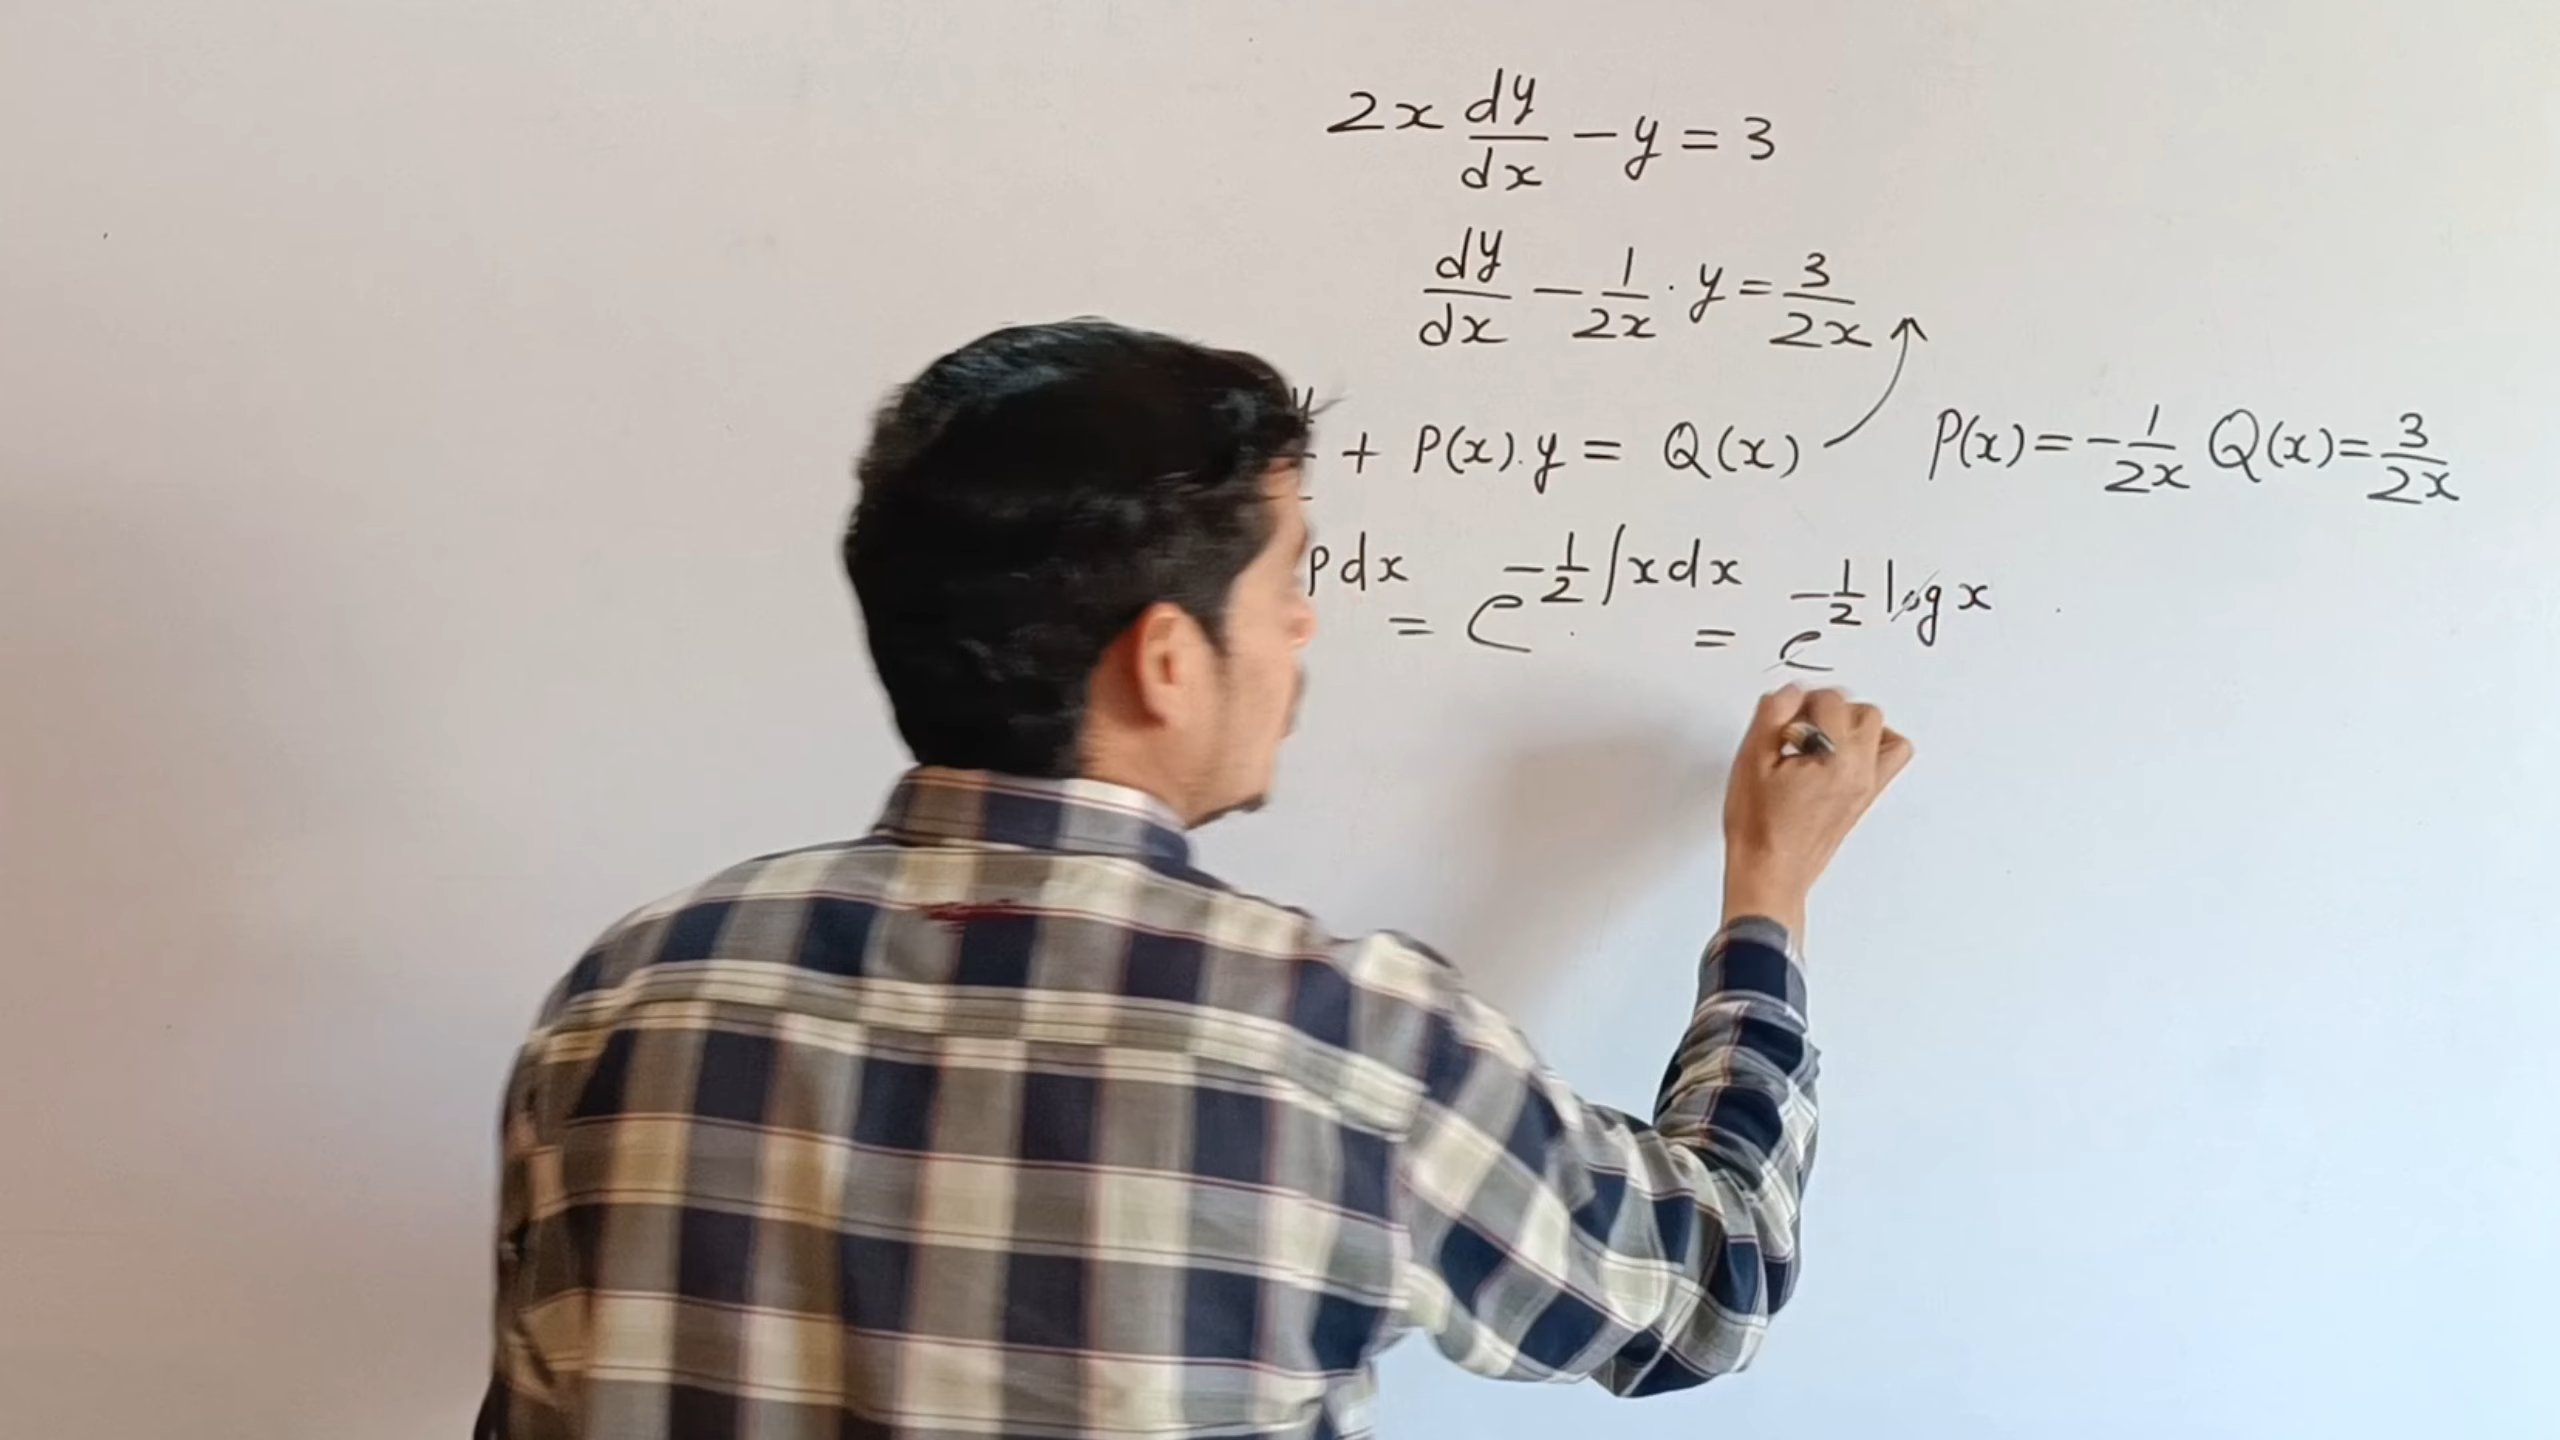 2x dy/dx - y = 3
dy/dx - 1/2x · y = 3/2x
+ P(x).y = Q(x)
P(x) = -1/2x Q(x) = 3/2x
pdx = e^-1/2 ∫xdx = e^-1/2 log x